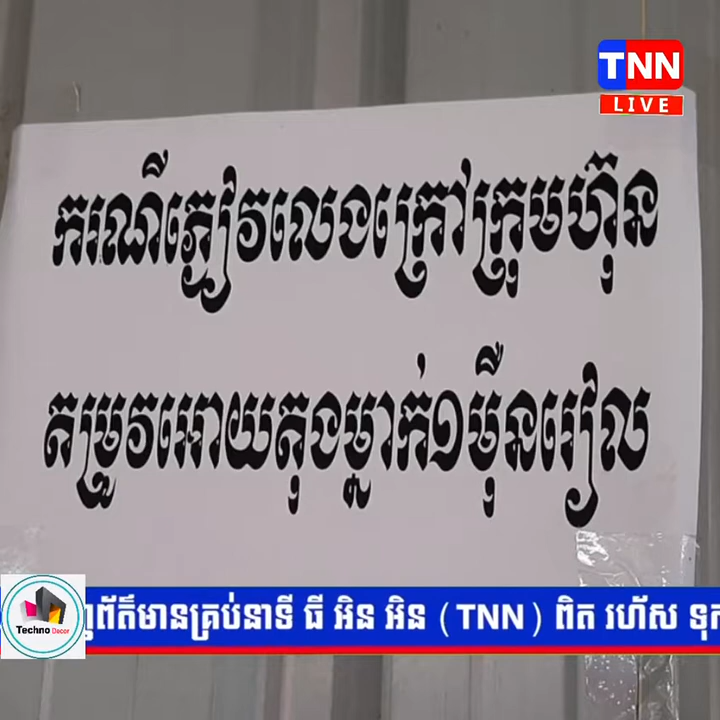 TNN
LIVE
ករណីភ្ញៀវលេងក្រៅក្រុមហ៊ុន
តម្រូវអោយតុងម្នាក់១ម៉ឺនរៀល
Techno Decor
ព័ត៌មានគ្រប់នាទី ធី អិន អិន (TNN) ពិត រហ័ស